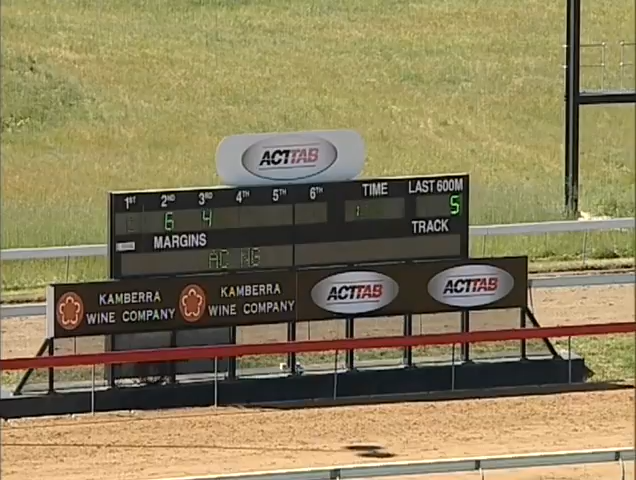 ACTTAB
1ST 2ND 3RD 4TH 5TH 6TH TIME LAST 600M
6 4 1 5
MARGINS TRACK
AC NG
KAMBERRA WINE COMPANY KAMBERRA WINE COMPANY ACTTAB ACTTAB